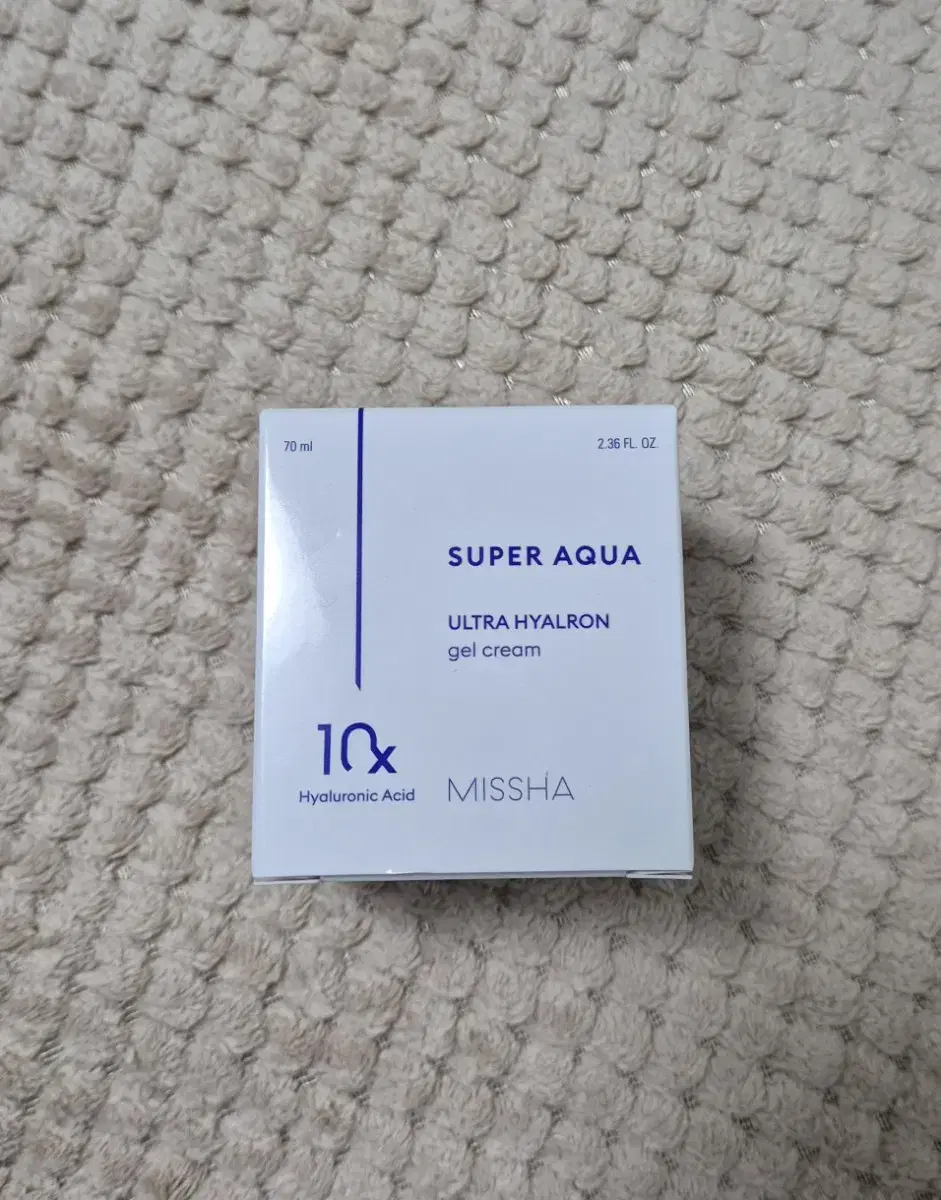 70 ml
2.36 FL. OZ.
SUPER AQUA
ULTRA HYALRON
gel cream
10x
Hyaluronic Acid
MISSHA